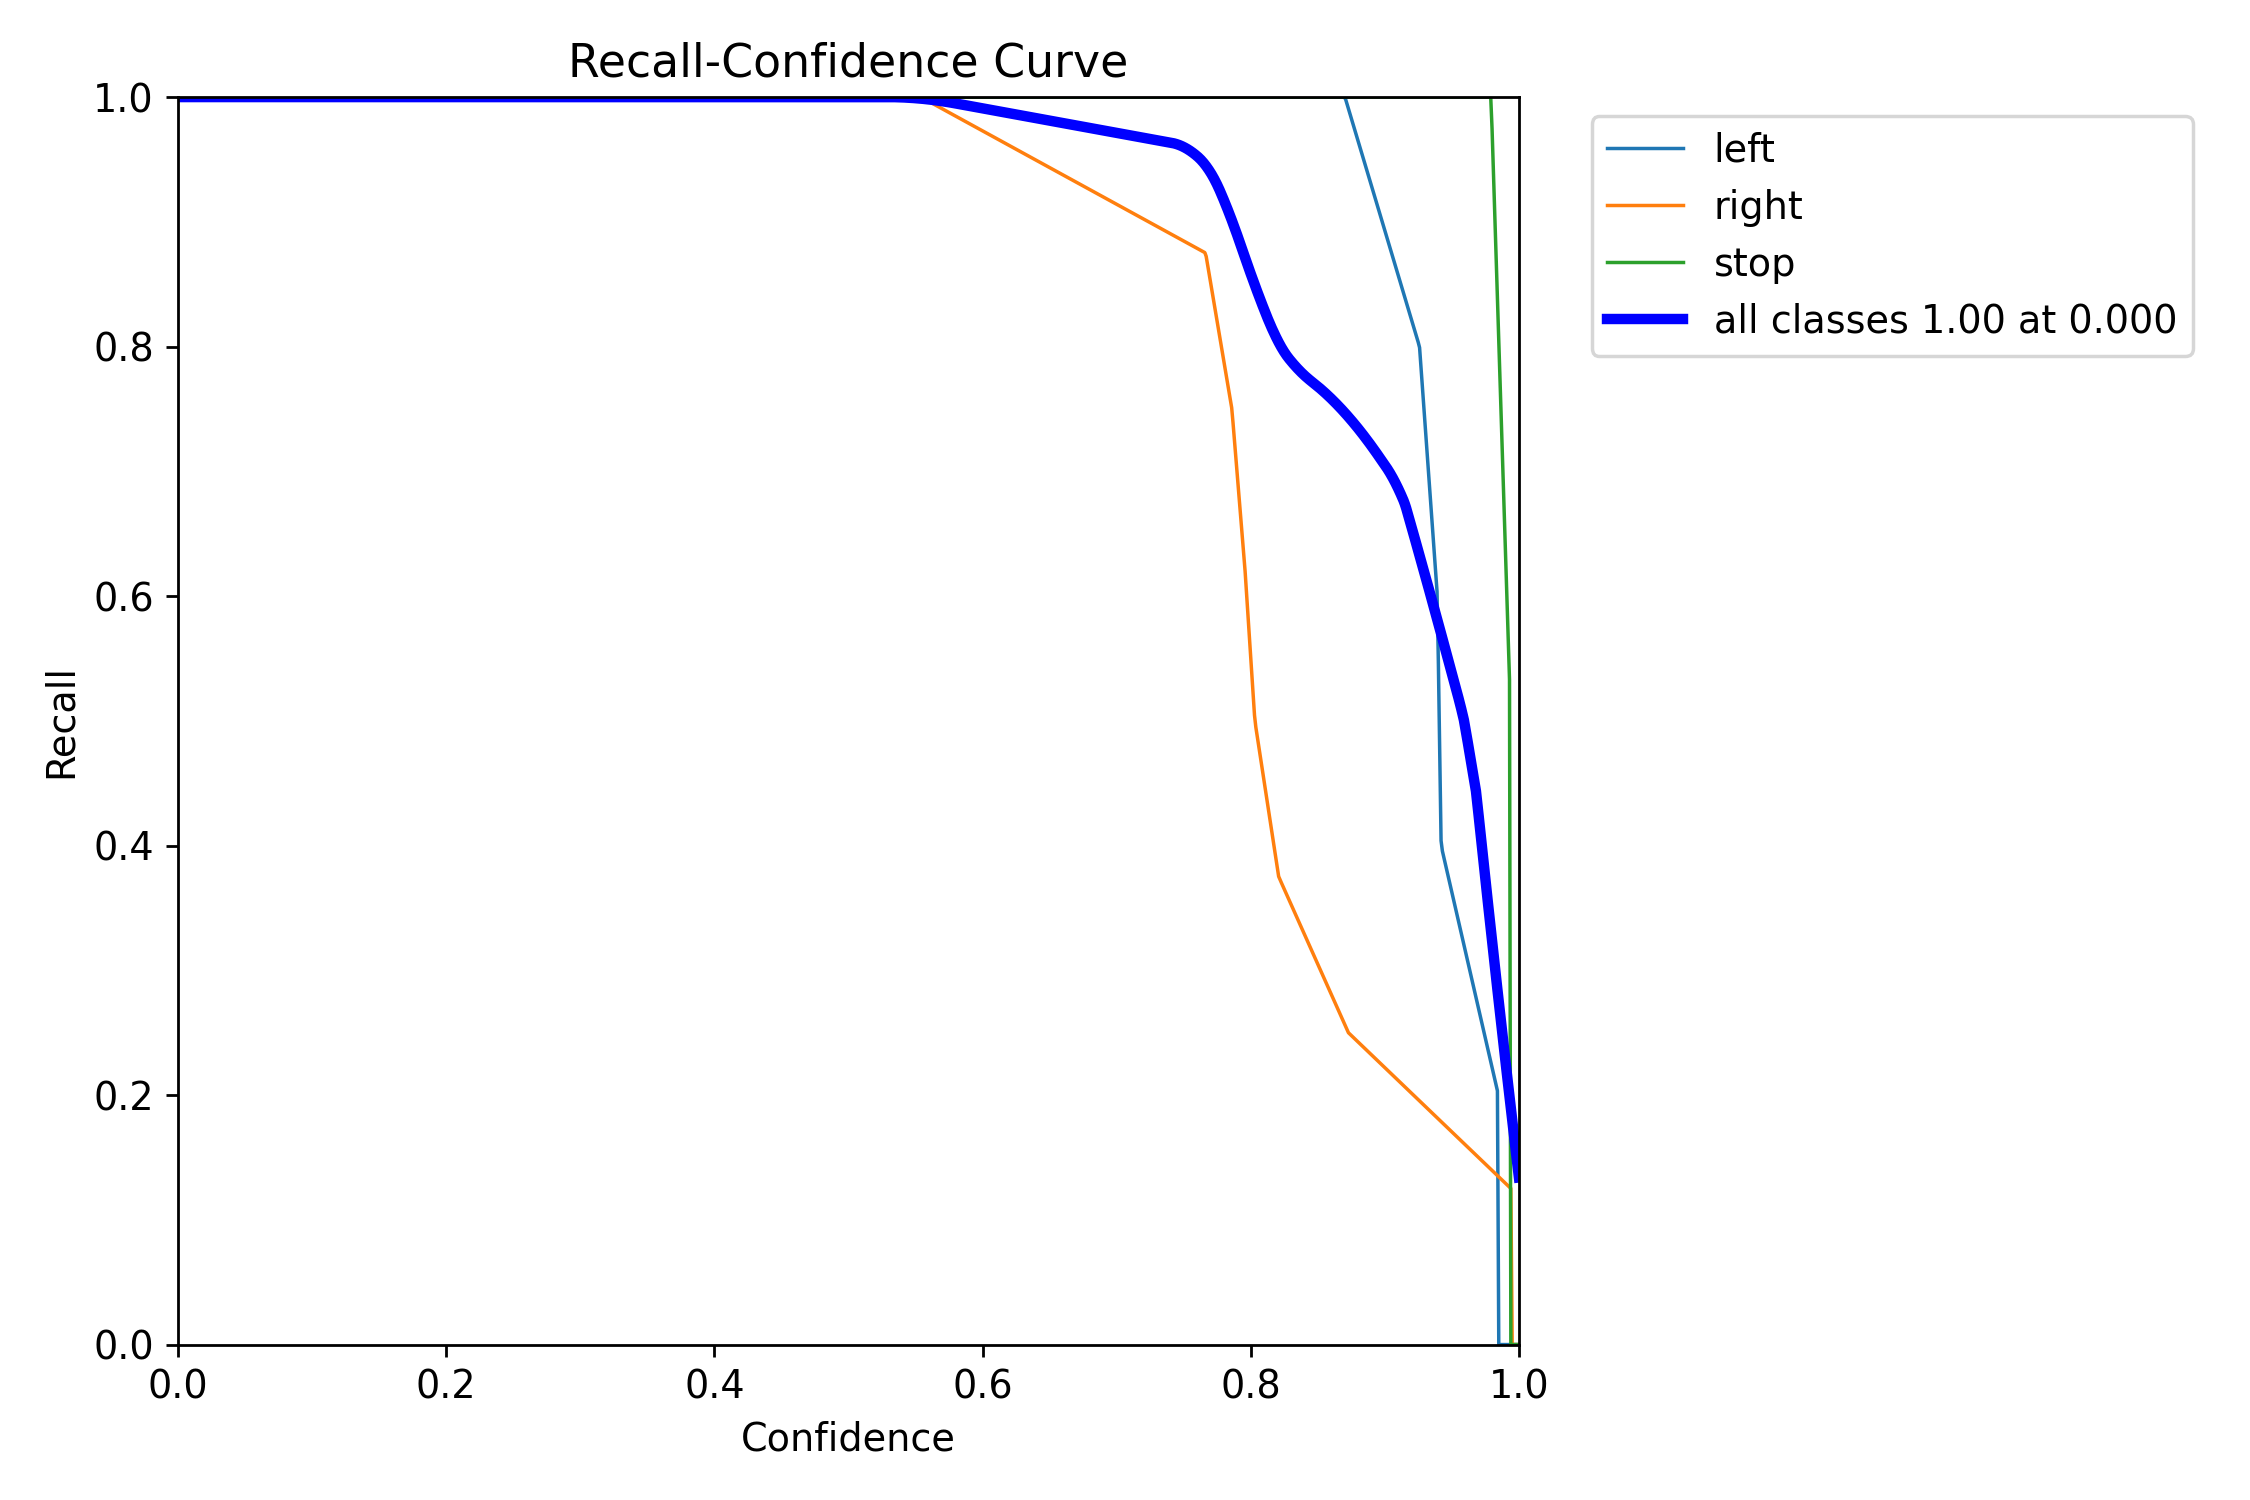 Recall-Confidence Curve
1.0
0.8
0.6
0.4
0.2
0.0
Recall
0.0 0.2 0.4 0.6 0.8 1.0
Confidence
left
right
stop
all classes 1.00 at 0.000